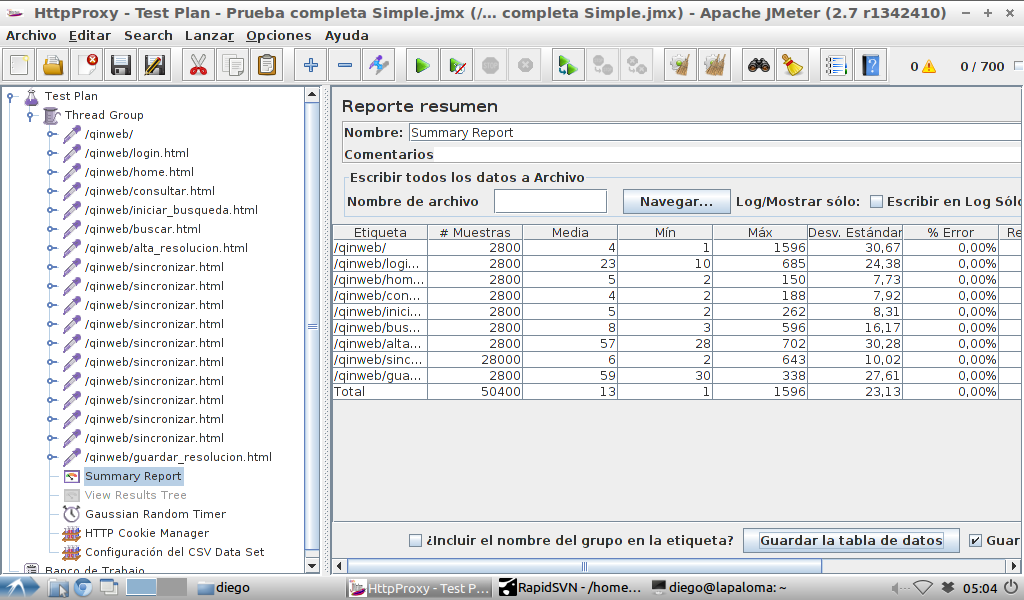 HttpProxy - Test Plan - Prueba completa Simple.jmx (/... completa Simple.jmx) - Apache JMeter (2.7 r1342410)
Archivo Editar Search Lanzar Opciones Ayuda
0 0 / 700
Test Plan
Thread Group
/qinweb/
/qinweb/login.html
/qinweb/home.html
/qinweb/consultar.html
/qinweb/iniciar_busqueda.html
/qinweb/buscar.html
/qinweb/alta_resolucion.html
/qinweb/sincronizar.html
/qinweb/sincronizar.html
/qinweb/sincronizar.html
/qinweb/sincronizar.html
/qinweb/sincronizar.html
/qinweb/sincronizar.html
/qinweb/sincronizar.html
/qinweb/sincronizar.html
/qinweb/sincronizar.html
/qinweb/sincronizar.html
/qinweb/guardar_resolucion.html
Summary Report
View Results Tree
Gaussian Random Timer
HTTP Cookie Manager
Configuración del CSV Data Set
Banco de Trabajo
Reporte resumen
Nombre: Summary Report
Comentarios
Escribir todos los datos a Archivo
Nombre de archivo Navegar... Log/Mostrar sólo: Escribir en Log Sólo
Etiqueta # Muestras Media Mín Máx Desv. Estándar % Error Re
/qinweb/ 2800 4 1 1596 30,67 0,00%
/qinweb/logi... 2800 23 10 685 24,38 0,00%
/qinweb/hom... 2800 5 2 150 7,73 0,00%
/qinweb/con... 2800 4 2 188 7,92 0,00%
/qinweb/inici... 2800 5 2 262 8,31 0,00%
/qinweb/bus... 2800 8 3 596 16,17 0,00%
/qinweb/alta... 2800 57 28 702 30,28 0,00%
/qinweb/sinc... 28000 6 2 643 10,02 0,00%
/qinweb/gua... 2800 59 30 338 27,61 0,00%
Total 50400 13 1 1596 23,13 0,00%
¿Incluir el nombre del grupo en la etiqueta? Guardar la tabla de datos Guar
diego HttpProxy - Test P... RapidSVN - /home... diego@lapaloma: ~ 05:04